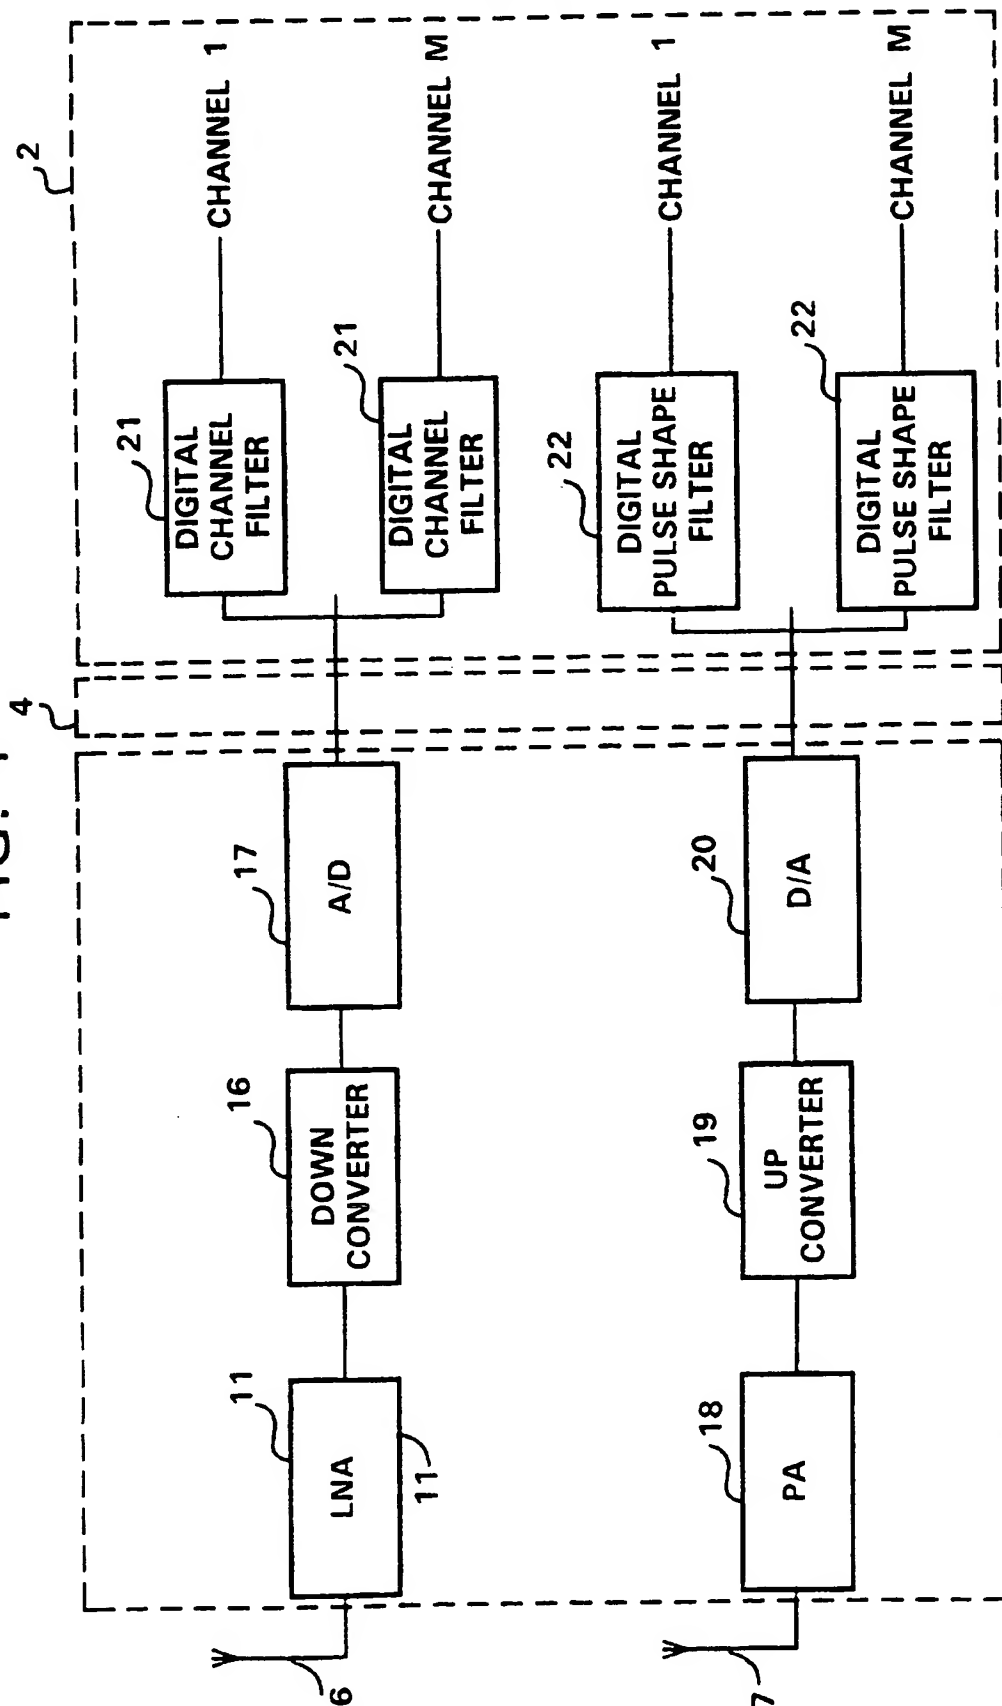 2
4
21
DIGITAL
CHANNEL
FILTER
CHANNEL 1
21
DIGITAL
CHANNEL
FILTER
CHANNEL M
22
DIGITAL
PULSE SHAPE
FILTER
CHANNEL 1
22
DIGITAL
PULSE SHAPE
FILTER
CHANNEL M
6
11
LNA
11
16
DOWN
CONVERTER
17
A/D
7
18
PA
19
UP
CONVERTER
20
D/A